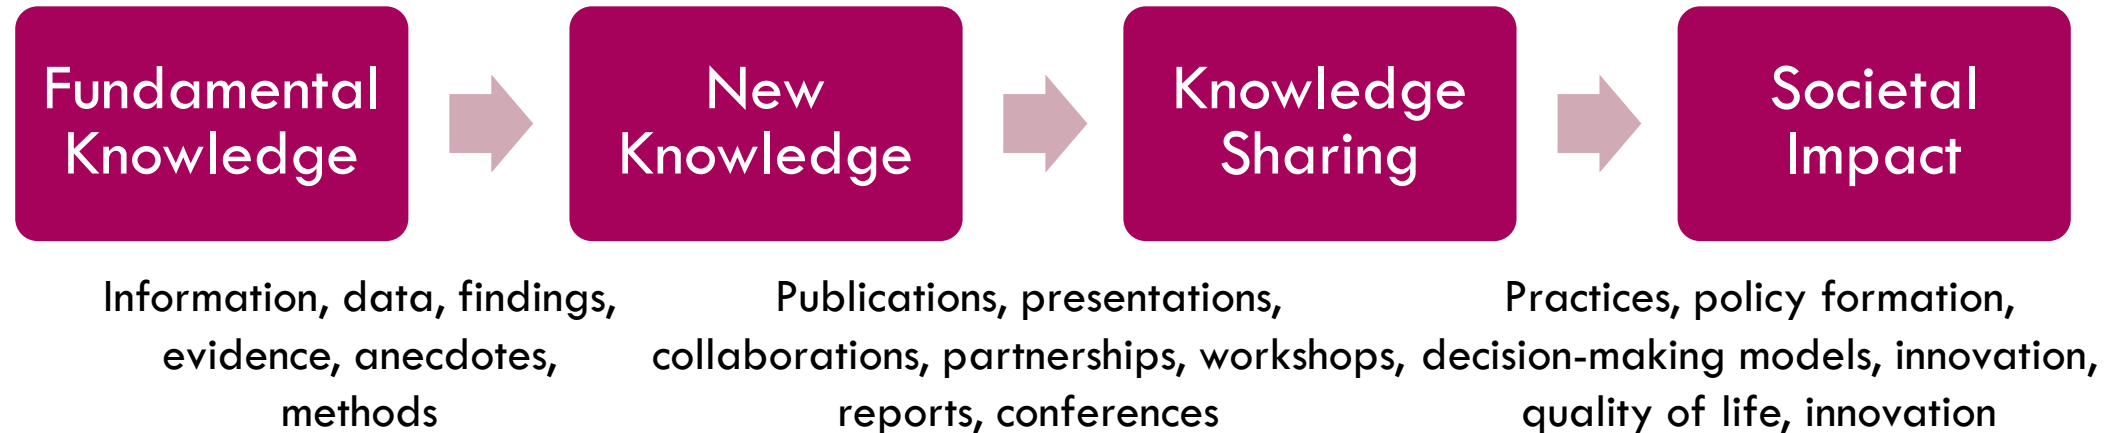 Fundamental
Knowledge
New
Knowledge
Knowledge
Sharing
Societal
Impact
Information, data, findings,
evidence, anecdotes,
methods
Publications, presentations,
collaborations, partnerships, workshops,
reports, conferences
Practices, policy formation,
decision-making models, innovation,
quality of life, innovation